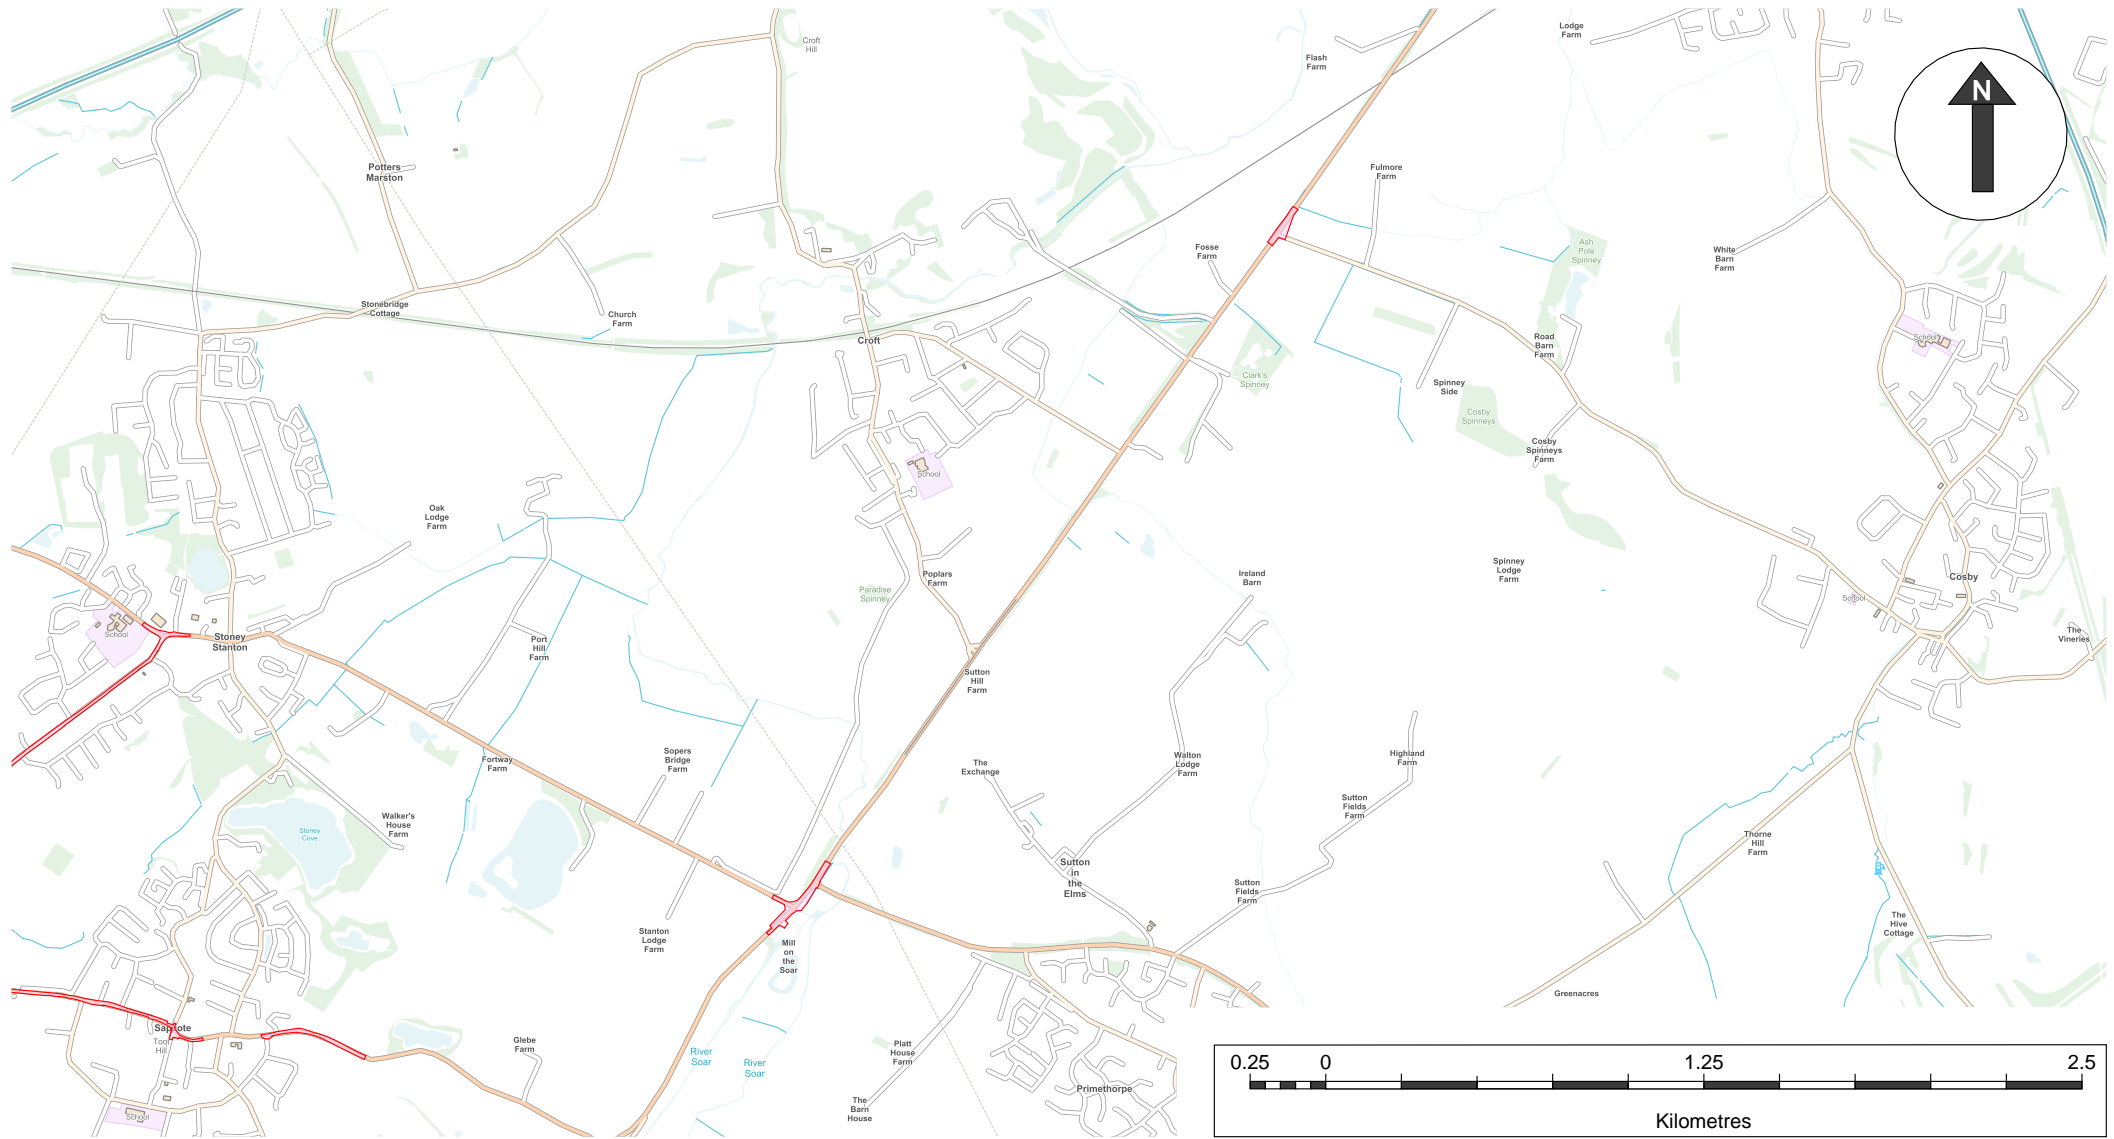 Croft
Hill
Flash
Farm
Lodge
Farm
N
Potters
Marston
Fulmore
Farm
Fosse
Farm
Ash
Pole
Spinney
White
Barn
Farm
Stonebridge
Cottage
Church
Farm
Croft
Road
Barn
Farm
School
Clark's
Spinney
Spinney
Side
Cosby
Spinneys
Cosby
Spinneys
Farm
School
Oak
Lodge
Farm
Poplars
Farm
Paradise
Spinney
Ireland
Barn
Spinney
Lodge
Farm
Cosby
School
School
Stoney
Stanton
Port
Hill
Farm
The
Vineries
Sutton
Hill
Farm
Fortway
Farm
Sopers
Bridge
Farm
The
Exchange
Walton
Lodge
Farm
Highland
Farm
Sutton
Fields
Farm
Stoney
Cove
Walker's
House
Farm
Thorne
Hill
Farm
Sutton
in
the
Elms
Sutton
Fields
Farm
The
Hive
Cottage
Stanton
Lodge
Farm
Mill
on
the
Soar
Greenacres
Sapcote
Toot
Hill
Glebe
Farm
River
Soar
River
Soar
Platt
House
Farm
Primethorpe
The
Barn
House
School
0.25 0 1.25 2.5
Kilometres